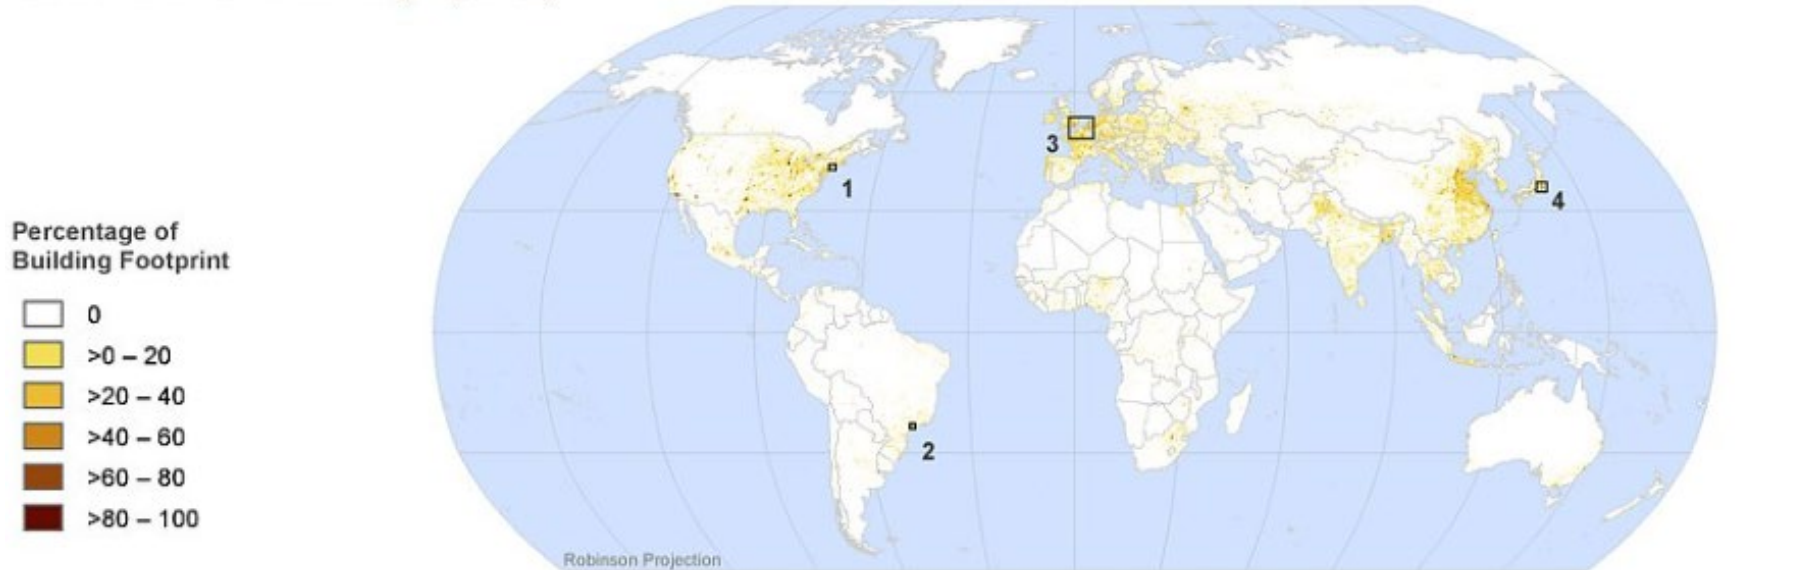 Percentage of
Building Footprint
0
>0 – 20
>20 – 40
>40 – 60
>60 – 80
>80 – 100
1
2
3
4
Robinson Projection